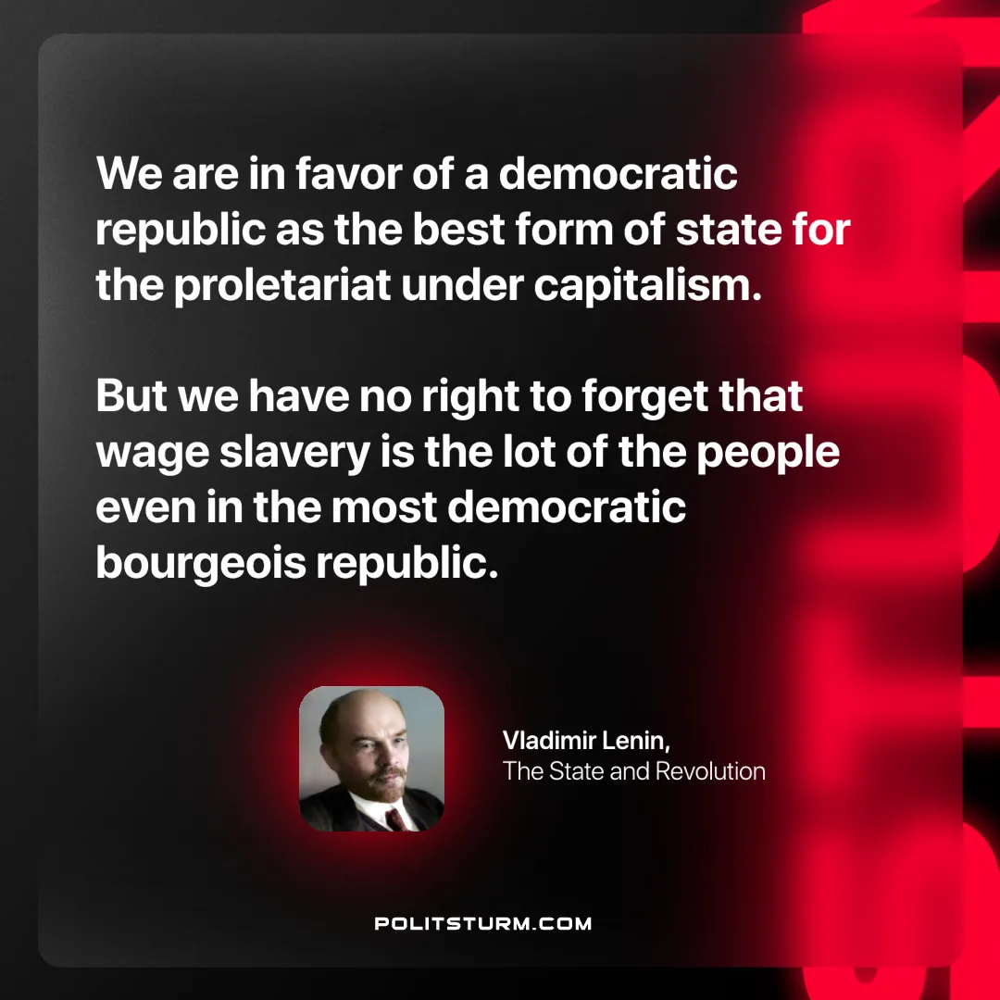 We are in favor of a democratic
republic as the best form of state for
the proletariat under capitalism.
But we have no right to forget that
wage slavery is the lot of the people
even in the most democratic
bourgeois republic.
Vladimir Lenin,
The State and Revolution
POLITSTURM.COM